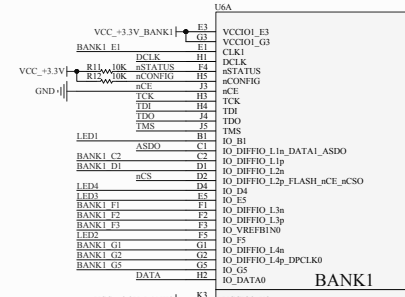 U6A
VCC_+3.3V_BANK1 E3 VCCIO1_E3
G3 VCCIO1_G3
BANK1_E1 E1 CLK1
DCLK H1 DCLK
VCC_+3.3V R11 10K nSTATUS F4 nSTATUS
R12 10K nCONFIG H5 nCONFIG
GND nCE J3 nCE
TCK H3 TCK
TDI H4 TDI
TDO J4 TDO
TMS J5 TMS
LED1 B1 IO_B1
ASDO C1 IO_DIFFIO_L1n_DATA1_ASDO
BANK1_C2 C2 IO_DIFFIO_L1p
BANK1_D1 D1 IO_DIFFIO_L2n
nCS D2 IO_DIFFIO_L2p_FLASH_nCE_nCSO
LED4 D4 IO_D4
LED3 E5 IO_E5
BANK1_F1 F1 IO_DIFFIO_L3n
BANK1_F2 F2 IO_DIFFIO_L3p
BANK1_F3 F3 IO_VREFB1N0
LED2 F5 IO_F5
BANK1_G1 G1 IO_DIFFIO_L4n
BANK1_G2 G2 IO_DIFFIO_L4p_DPCLK0
BANK1_G5 G5 IO_G5
DATA H2 IO_DATA0
BANK1
K3